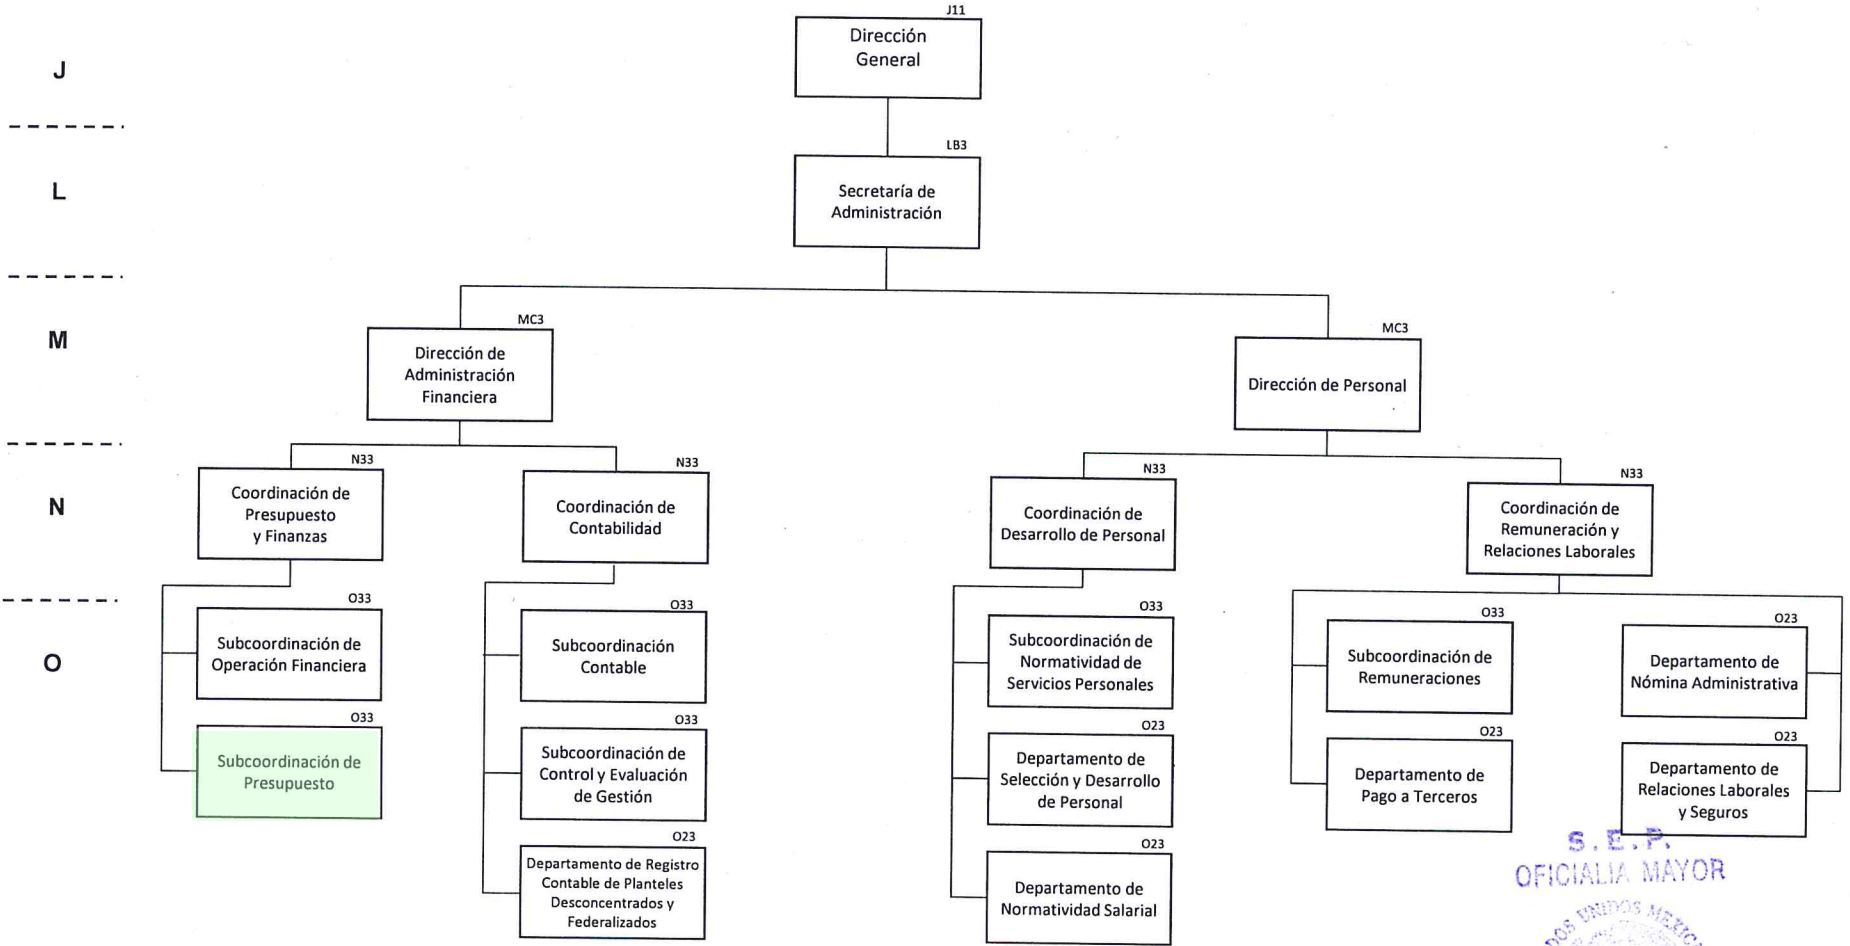 J11
Dirección
General
J
LB3
Secretaría de
Administración
L
MC3
Dirección de
Administración
Financiera
MC3
Dirección de Personal
M
N33
Coordinación de
Presupuesto
y Finanzas
N33
Coordinación de
Contabilidad
N33
Coordinación de
Desarrollo de Personal
N33
Coordinación de
Remuneración y
Relaciones Laborales
N
O
O33
Subcoordinación de
Operación Financiera
O33
Subcoordinación de
Presupuesto
O33
Subcoordinación
Contable
O33
Subcoordinación de
Control y Evaluación
de Gestión
O23
Departamento de Registro
Contable de Planteles
Desconcentrados y
Federalizados
O33
Subcoordinación de
Normatividad de
Servicios Personales
O23
Departamento de
Selección y Desarrollo
de Personal
O23
Departamento de
Normatividad Salarial
O33
Subcoordinación de
Remuneraciones
O23
Departamento de
Pago a Terceros
O23
Departamento de
Nómina Administrativa
O23
Departamento de
Relaciones Laborales
y Seguros
S.E.P.
OFICIALIA MAYOR
UNIDOS